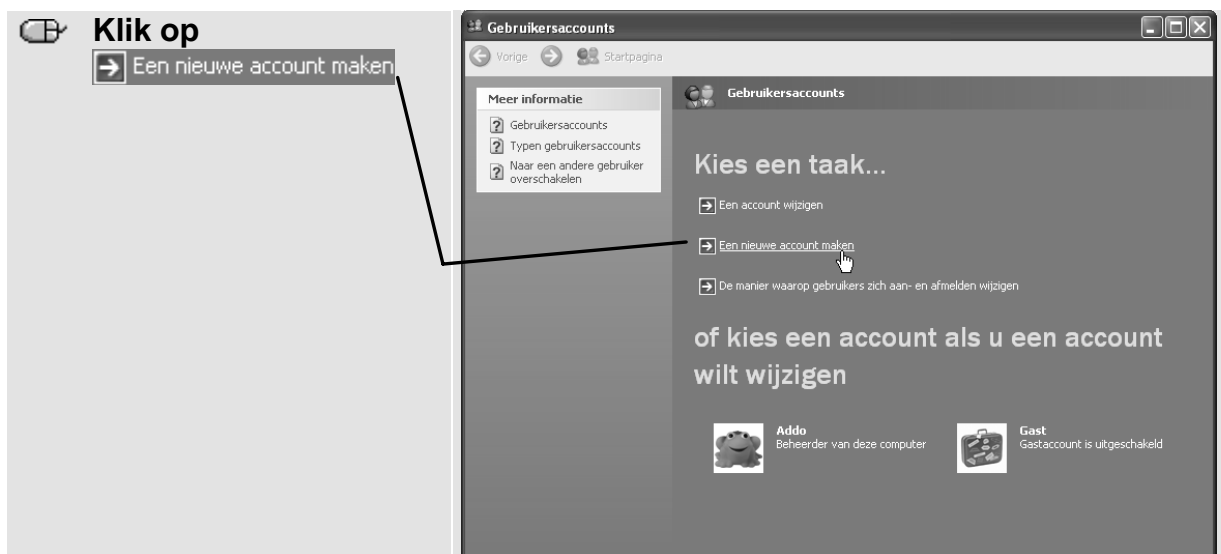 Klik op
Een nieuwe account maken
Gebruikersaccounts
Vorige Startpagina
Meer informatie
Gebruikersaccounts
Typen gebruikersaccounts
Naar een andere gebruiker
overschakelen
Gebruikersaccounts
Kies een taak...
Een account wijzigen
Een nieuwe account maken
De manier waarop gebruikers zich aan- en afmelden wijzigen
of kies een account als u een account
wilt wijzigen
Addo
Beheerder van deze computer
Gast
Gastaccount is uitgeschakeld